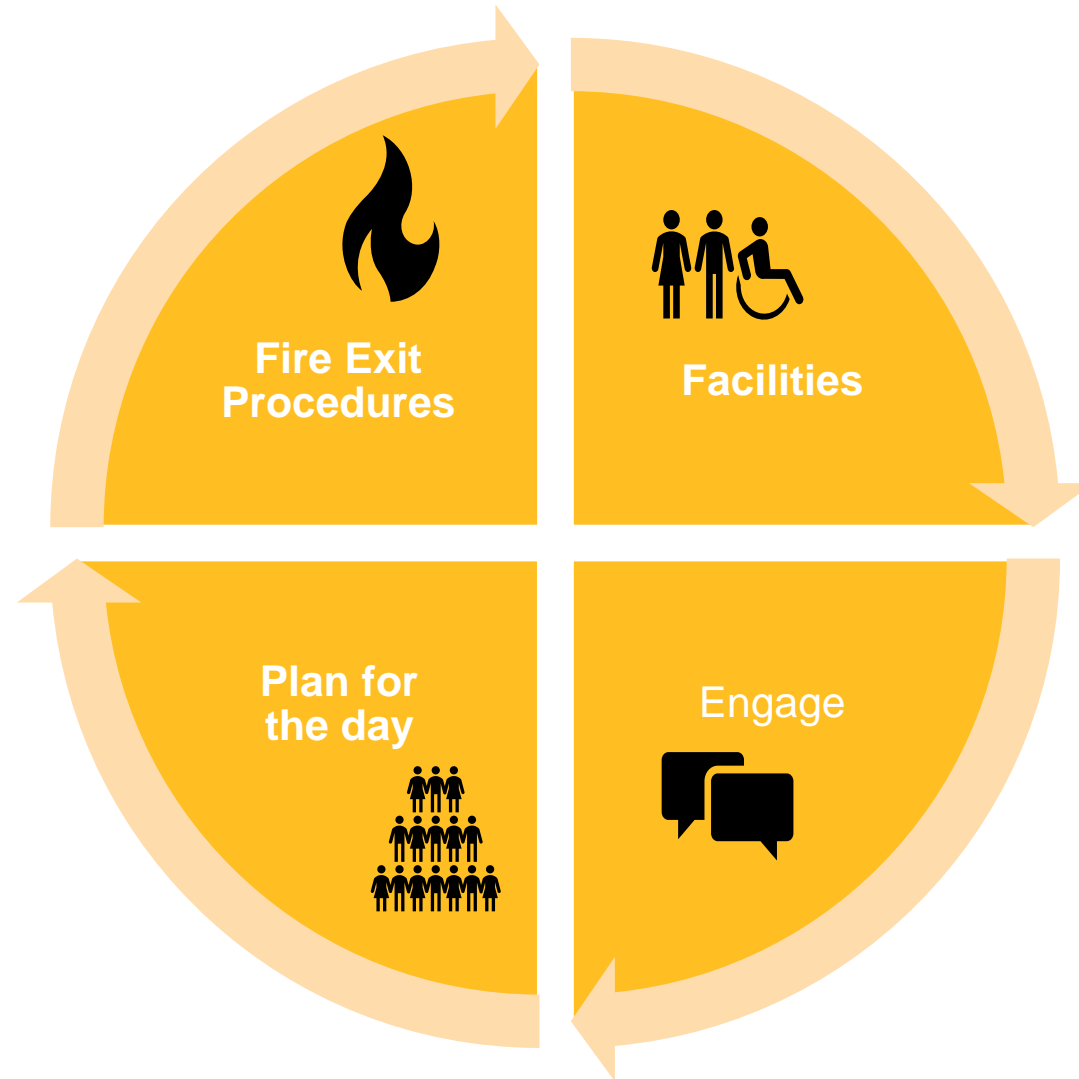 Fire Exit
Procedures
Facilities
Plan for
the day
Engage